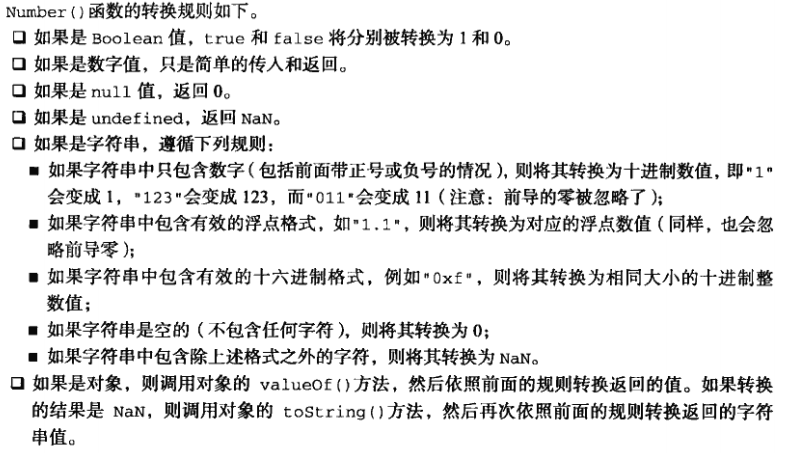 Number()函数的转换规则如下。
❑ 如果是 Boolean 值，true 和 false 将分别被转换为 1 和 0。
❑ 如果是数字值，只是简单的传人和返回。
❑ 如果是 null 值，返回 0。
❑ 如果是 undefined，返回 NaN。
❑ 如果是字符串，遵循下列规则：
■ 如果字符串中只包含数字（包括前面带正号或负号的情况），则将其转换为十进制数值，即"1"
会变成 1，"123"会变成 123，而"011"会变成 11（注意：前导的零被忽略了）；
■ 如果字符串中包含有效的浮点格式，如"1.1"，则将其转换为对应的浮点数值（同样，也会忽
略前导零）；
■ 如果字符串中包含有效的十六进制格式，例如"0xf"，则将其转换为相同大小的十进制整
数值；
■ 如果字符串是空的（不包含任何字符），则将其转换为 0；
■ 如果字符串中包含除上述格式之外的字符，则将其转换为 NaN。
❑ 如果是对象，则调用对象的 valueOf()方法，然后依照前面的规则转换返回的值。如果转换
的结果是 NaN，则调用对象的 toString()方法，然后再次依照前面的规则转换返回的字符
串值。